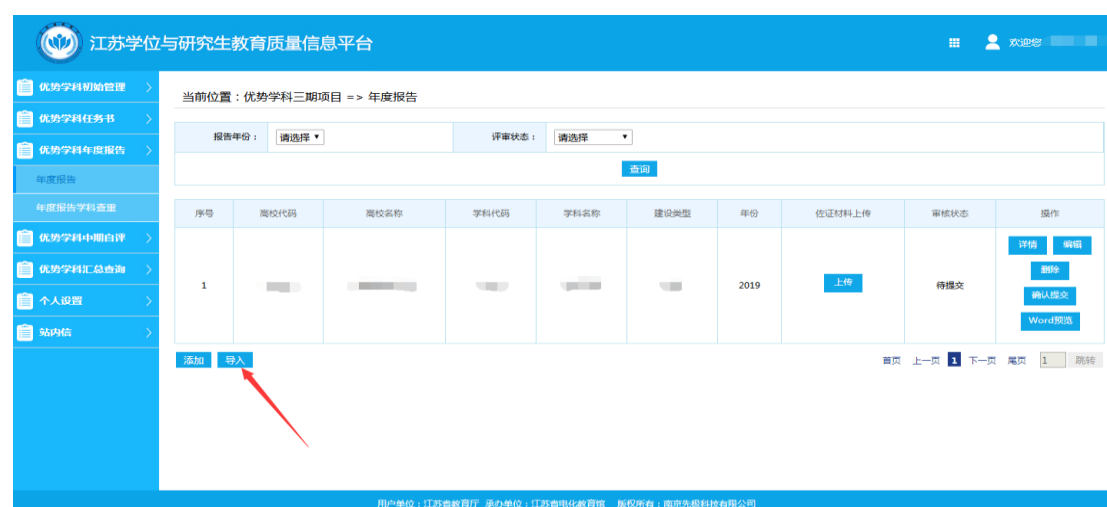 江苏学位与研究生教育质量信息平台
欢迎您
优势学科初始管理
优势学科任务书
优势学科年度报告
年度报告
年度报告学科查重
优势学科中期自评
优势学科汇总查询
个人设置
站内信
当前位置：优势学科三期项目 => 年度报告
报告年份： 请选择 评审状态： 请选择
查询
序号 高校代码 高校名称 学科代码 学科名称 建设类型 年份 佐证材料上传 审核状态 操作
1 2019 上传 待提交 详情 编辑
删除
确认提交
Word预览
添加 导入 首页 上一页 1 下一页 尾页 1 跳转
用户单位：江苏省教育厅 承办单位：江苏省电化教育馆 版权所有：南京先极科技有限公司